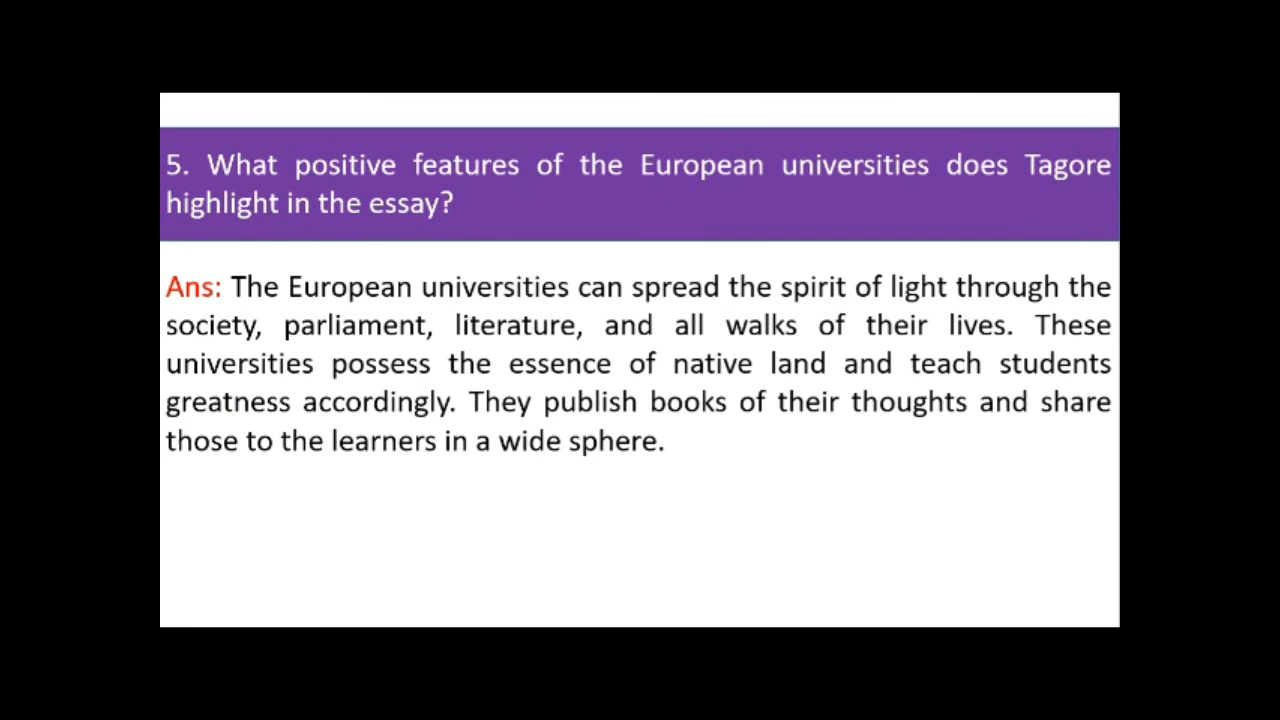 5. What positive features of the European universities does Tagore
highlight in the essay?
Ans: The European universities can spread the spirit of light through the
society, parliament, literature, and all walks of their lives. These
universities possess the essence of native land and teach students
greatness accordingly. They publish books of their thoughts and share
those to the learners in a wide sphere.